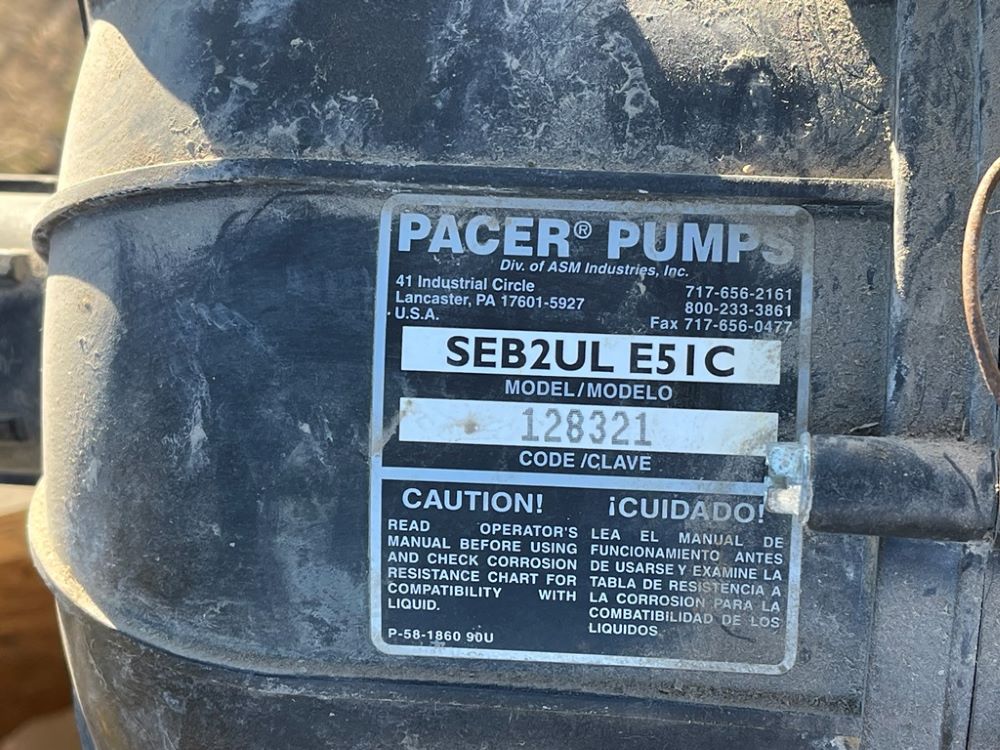 PACER® PUMPS
Div. of ASM Industries, Inc.
41 Industrial Circle
Lancaster, PA 17601-5927
U.S.A.
717-656-2161
800-233-3861
Fax 717-656-0477
SEB2UL E51C
MODEL/MODELO
128321
CODE /CLAVE
CAUTION!
READ OPERATOR'S
MANUAL BEFORE USING
AND CHECK CORROSION
RESISTANCE CHART FOR
COMPATIBILITY WITH
LIQUID.
¡CUIDADO!
LEA EL MANUAL DE
FUNCIONAMIENTO ANTES
DE USARSE Y EXAMINE LA
TABLA DE RESISTENCIA A
LA CORROSION PARA LA
COMBATIBILIDAD DE LOS
LIQUIDOS
P-58-1860 90U